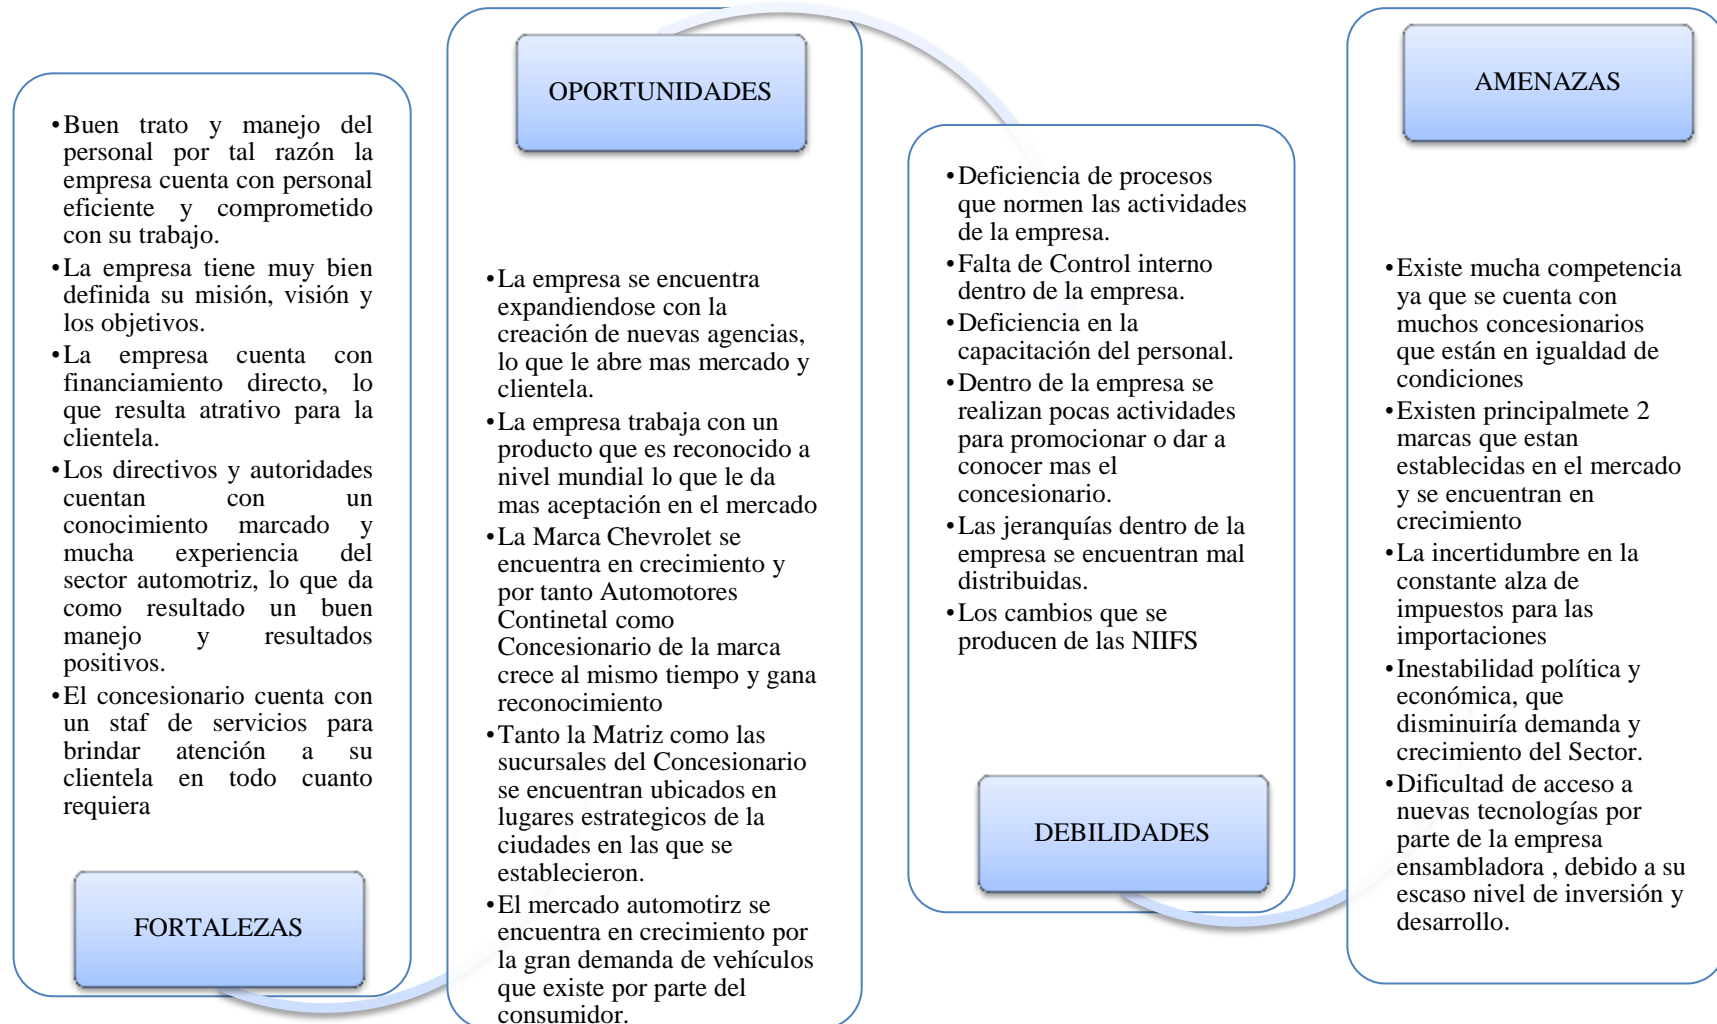 •Buen trato y manejo del
personal por tal razón la
empresa cuenta con personal
eficiente y comprometido
con su trabajo.
•La empresa tiene muy bien
definida su misión, visión y
los objetivos.
•La empresa cuenta con
financiamiento directo, lo
que resulta atrativo para la
clientela.
•Los directivos y autoridades
cuentan con un
conocimiento marcado y
mucha experiencia del
sector automotriz, lo que da
como resultado un buen
manejo y resultados
positivos.
•El concesionario cuenta con
un staf de servicios para
brindar atención a su
clientela en todo cuanto
requiera
FORTALEZAS
OPORTUNIDADES
•La empresa se encuentra
expandiendose con la
creación de nuevas agencias,
lo que le abre mas mercado y
clientela.
•La empresa trabaja con un
producto que es reconocido a
nivel mundial lo que le da
mas aceptación en el mercado
•La Marca Chevrolet se
encuentra en crecimiento y
por tanto Automotores
Continetal como
Concesionario de la marca
crece al mismo tiempo y gana
reconocimiento
•Tanto la Matriz como las
sucursales del Concesionario
se encuentran ubicados en
lugares estrategicos de la
ciudades en las que se
establecieron.
•El mercado automotirz se
encuentra en crecimiento por
la gran demanda de vehículos
que existe por parte del
consumidor.
•Deficiencia de procesos
que normen las actividades
de la empresa.
•Falta de Control interno
dentro de la empresa.
•Deficiencia en la
capacitación del personal.
•Dentro de la empresa se
realizan pocas actividades
para promocionar o dar a
conocer mas el
concesionario.
•Las jeranquías dentro de la
empresa se encuentran mal
distribuidas.
•Los cambios que se
producen de las NIIFS
DEBILIDADES
AMENAZAS
•Existe mucha competencia
ya que se cuenta con
muchos concesionarios
que están en igualdad de
condiciones
•Existen principalmete 2
marcas que estan
establecidas en el mercado
y se encuentran en
crecimiento
•La incertidumbre en la
constante alza de
impuestos para las
importaciones
•Inestabilidad política y
económica, que
disminuiría demanda y
crecimiento del Sector.
•Dificultad de acceso a
nuevas tecnologías por
parte de la empresa
ensambladora , debido a su
escaso nivel de inversión y
desarrollo.